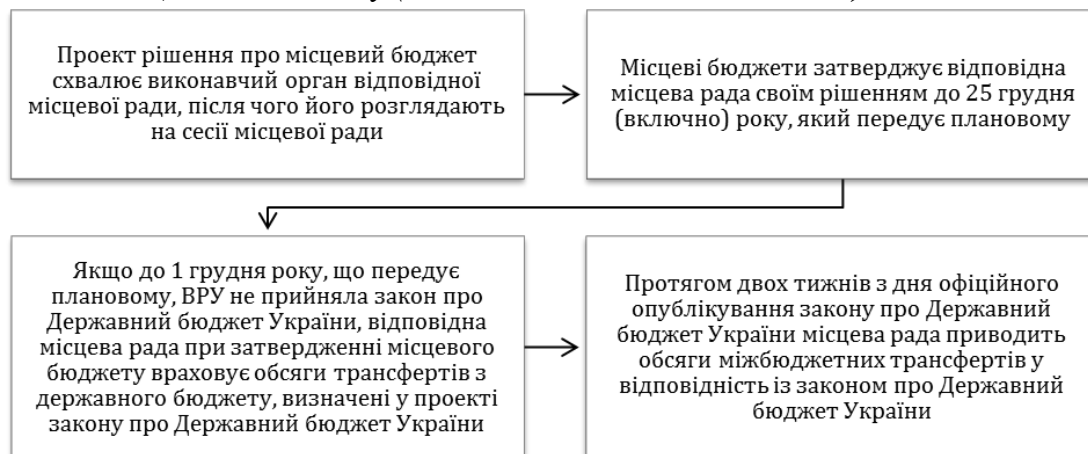 Проект рішення про місцевий бюджет
схвалює виконавчий орган відповідної
місцевої ради, після чого його розглядають
на сесії місцевої ради
Місцеві бюджети затверджує відповідна
місцева рада своїм рішенням до 25 грудня
(включно) року, який передує плановому
Якщо до 1 грудня року, що передує
плановому, ВРУ не прийняла закон про
Державний бюджет України, відповідна
місцева рада при затвердженні місцевого
бюджету враховує обсяги трансфертів з
державного бюджету, визначені у проекті
закону про Державний бюджет України
Протягом двох тижнів з дня офіційного
опублікування закону про Державний
бюджет України місцева рада приводить
обсяги міжбюджетних трансфертів у
відповідність із законом про Державний
бюджет України